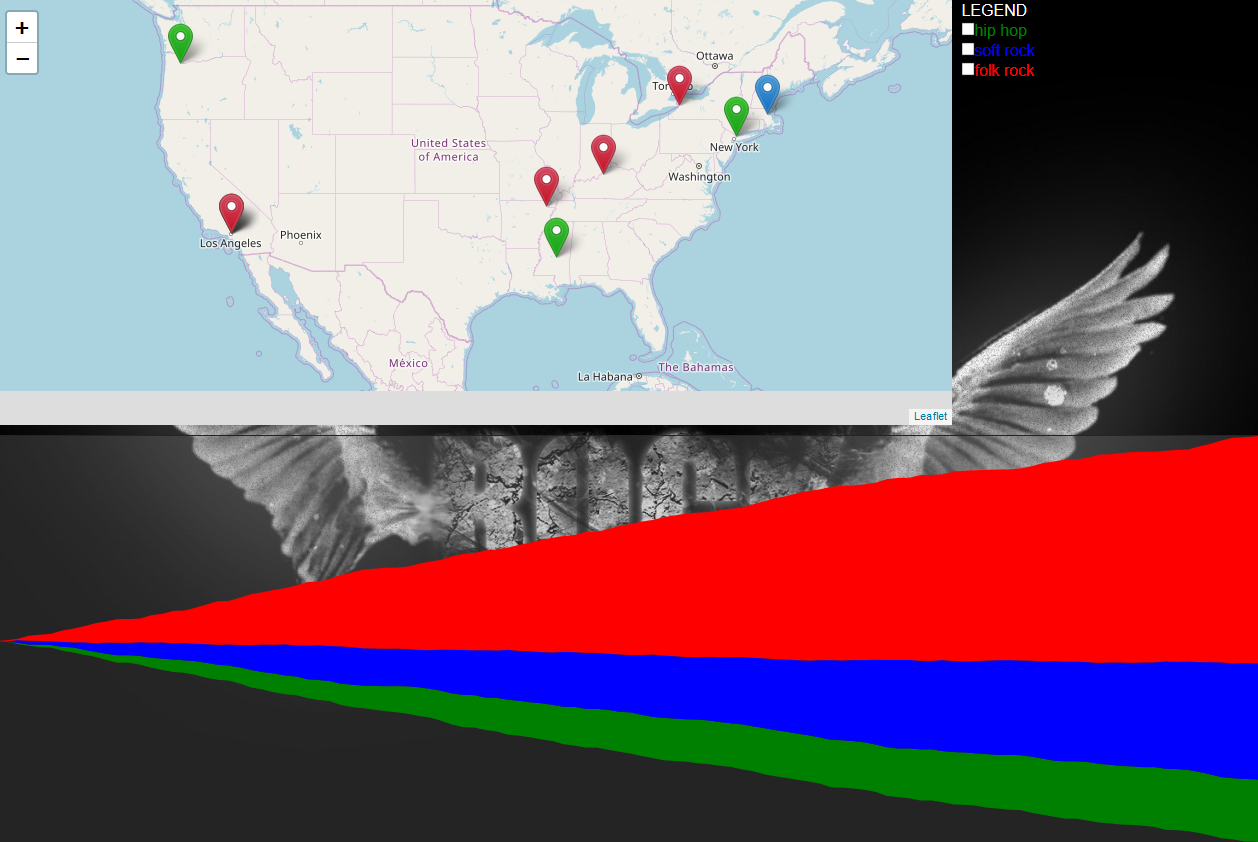 +
−
LEGEND
hip hop
soft rock
folk rock
Ottawa
New York
United States
of America
Washington
Los Angeles
Phoenix
México
La Habana
The Bahamas
Leaflet